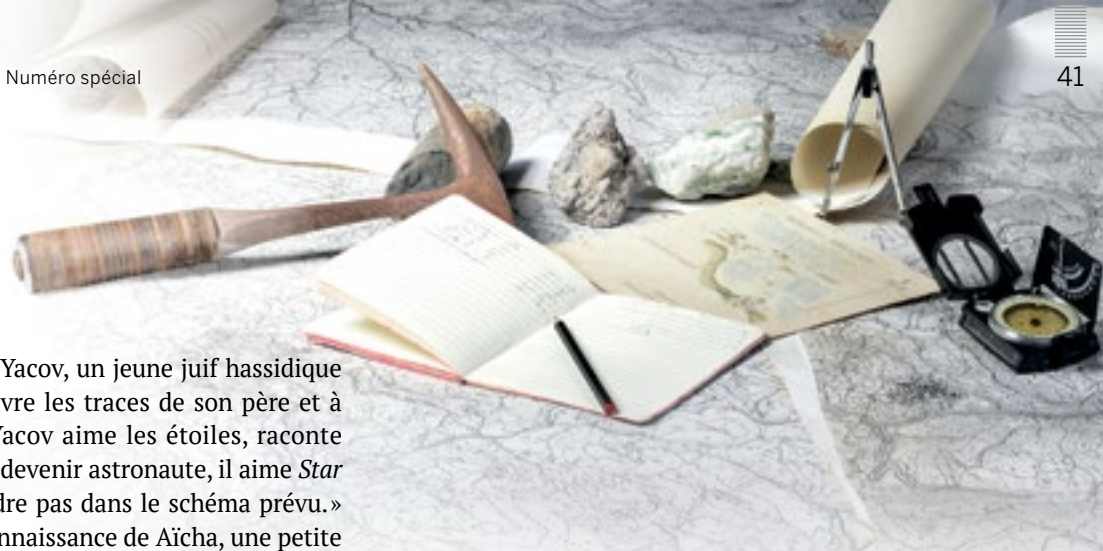 Numéro spécial
41
Yacov, un jeune juif hassidique
vre les traces de son père et à
Yacov aime les étoiles, raconte
devenir astronaute, il aime Star
dre pas dans le schéma prévu.»
nnaissance de Aïcha, une petite